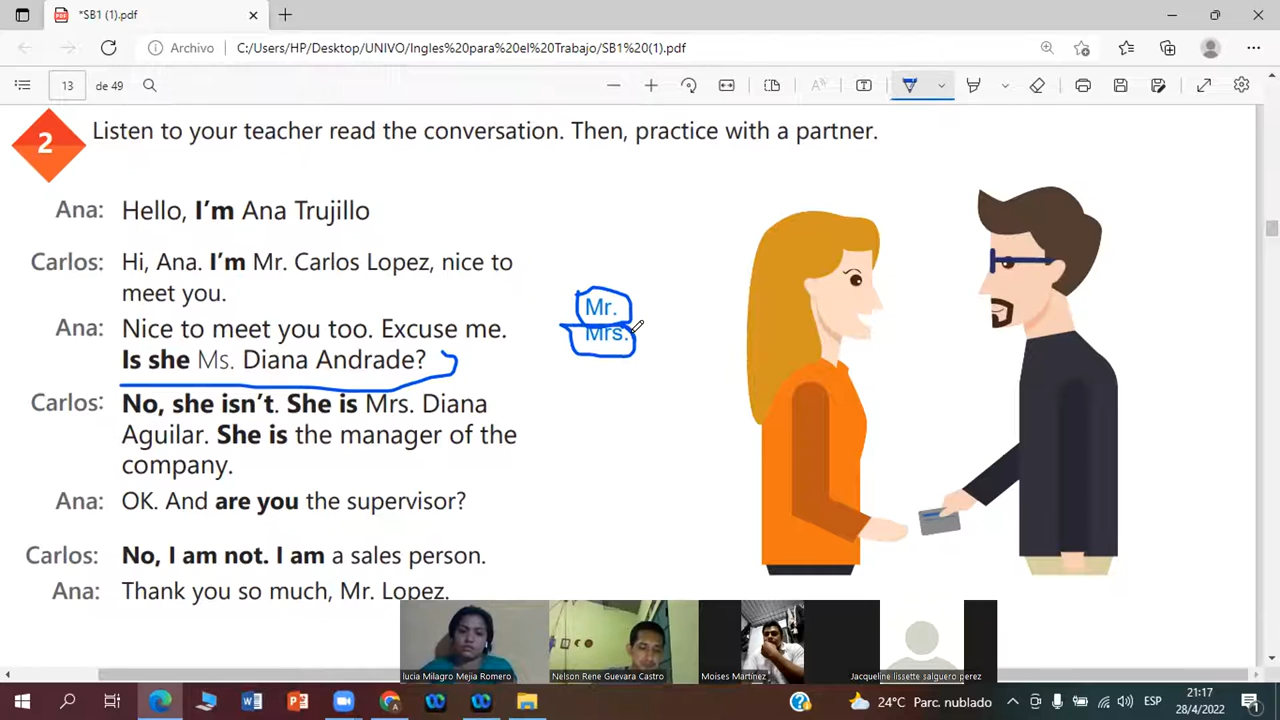 *SB1 (1).pdf
Archivo C:/Users/HP/Desktop/UNIVO/Ingles%20para%20el%20Trabajo/SB1%20(1).pdf
13 de 49
2 Listen to your teacher read the conversation. Then, practice with a partner.
Ana: Hello, I’m Ana Trujillo
Carlos: Hi, Ana. I’m Mr. Carlos Lopez, nice to
meet you.
Mr.
Ana: Nice to meet you too. Excuse me.
Mrs.
Is she Ms. Diana Andrade?
Carlos: No, she isn’t. She is Mrs. Diana
Aguilar. She is the manager of the
company.
Ana: OK. And are you the supervisor?
Carlos: No, I am not. I am a sales person.
Ana: Thank you so much, Mr. Lopez.
lucia Milagro Mejia Romero
Nelson Rene Guevara Castro
Moises Martínez
Jacqueline lissette salguero perez
24°C Parc. nublado
ESP
21:17
28/4/2022
1